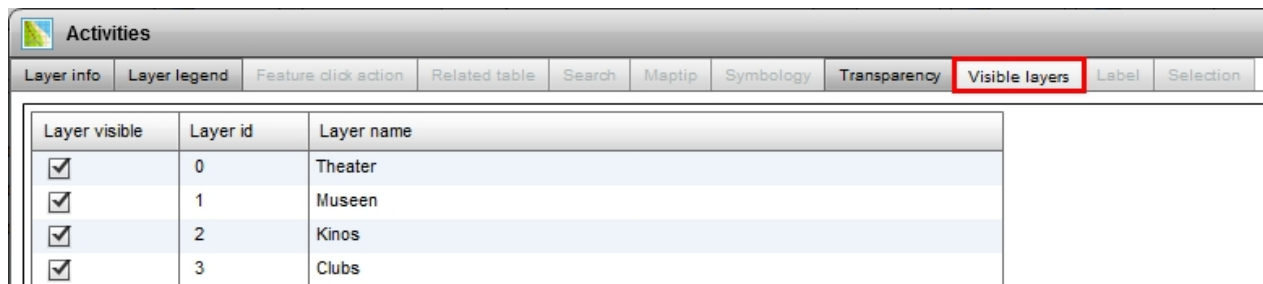 Activities
Layer info Layer legend Feature click action Related table Search Maptip Symbology Transparency Visible layers Label Selection
Layer visible Layer id Layer name
0 Theater
1 Museen
2 Kinos
3 Clubs